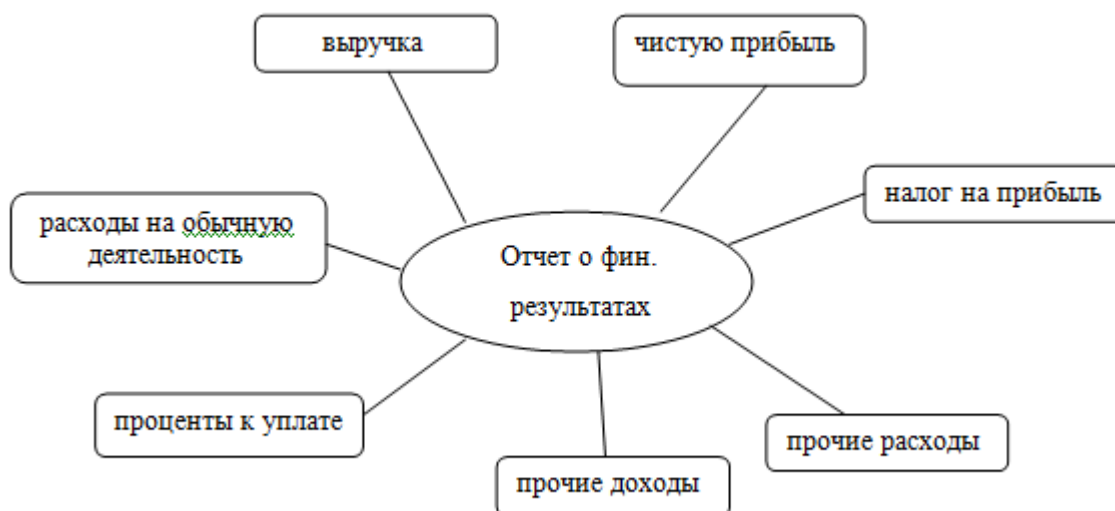 выручка
чистую прибыль
налог на прибыль
расходы на обычную
деятельность
Отчет о фин.
результатах
проценты к уплате
прочие расходы
прочие доходы